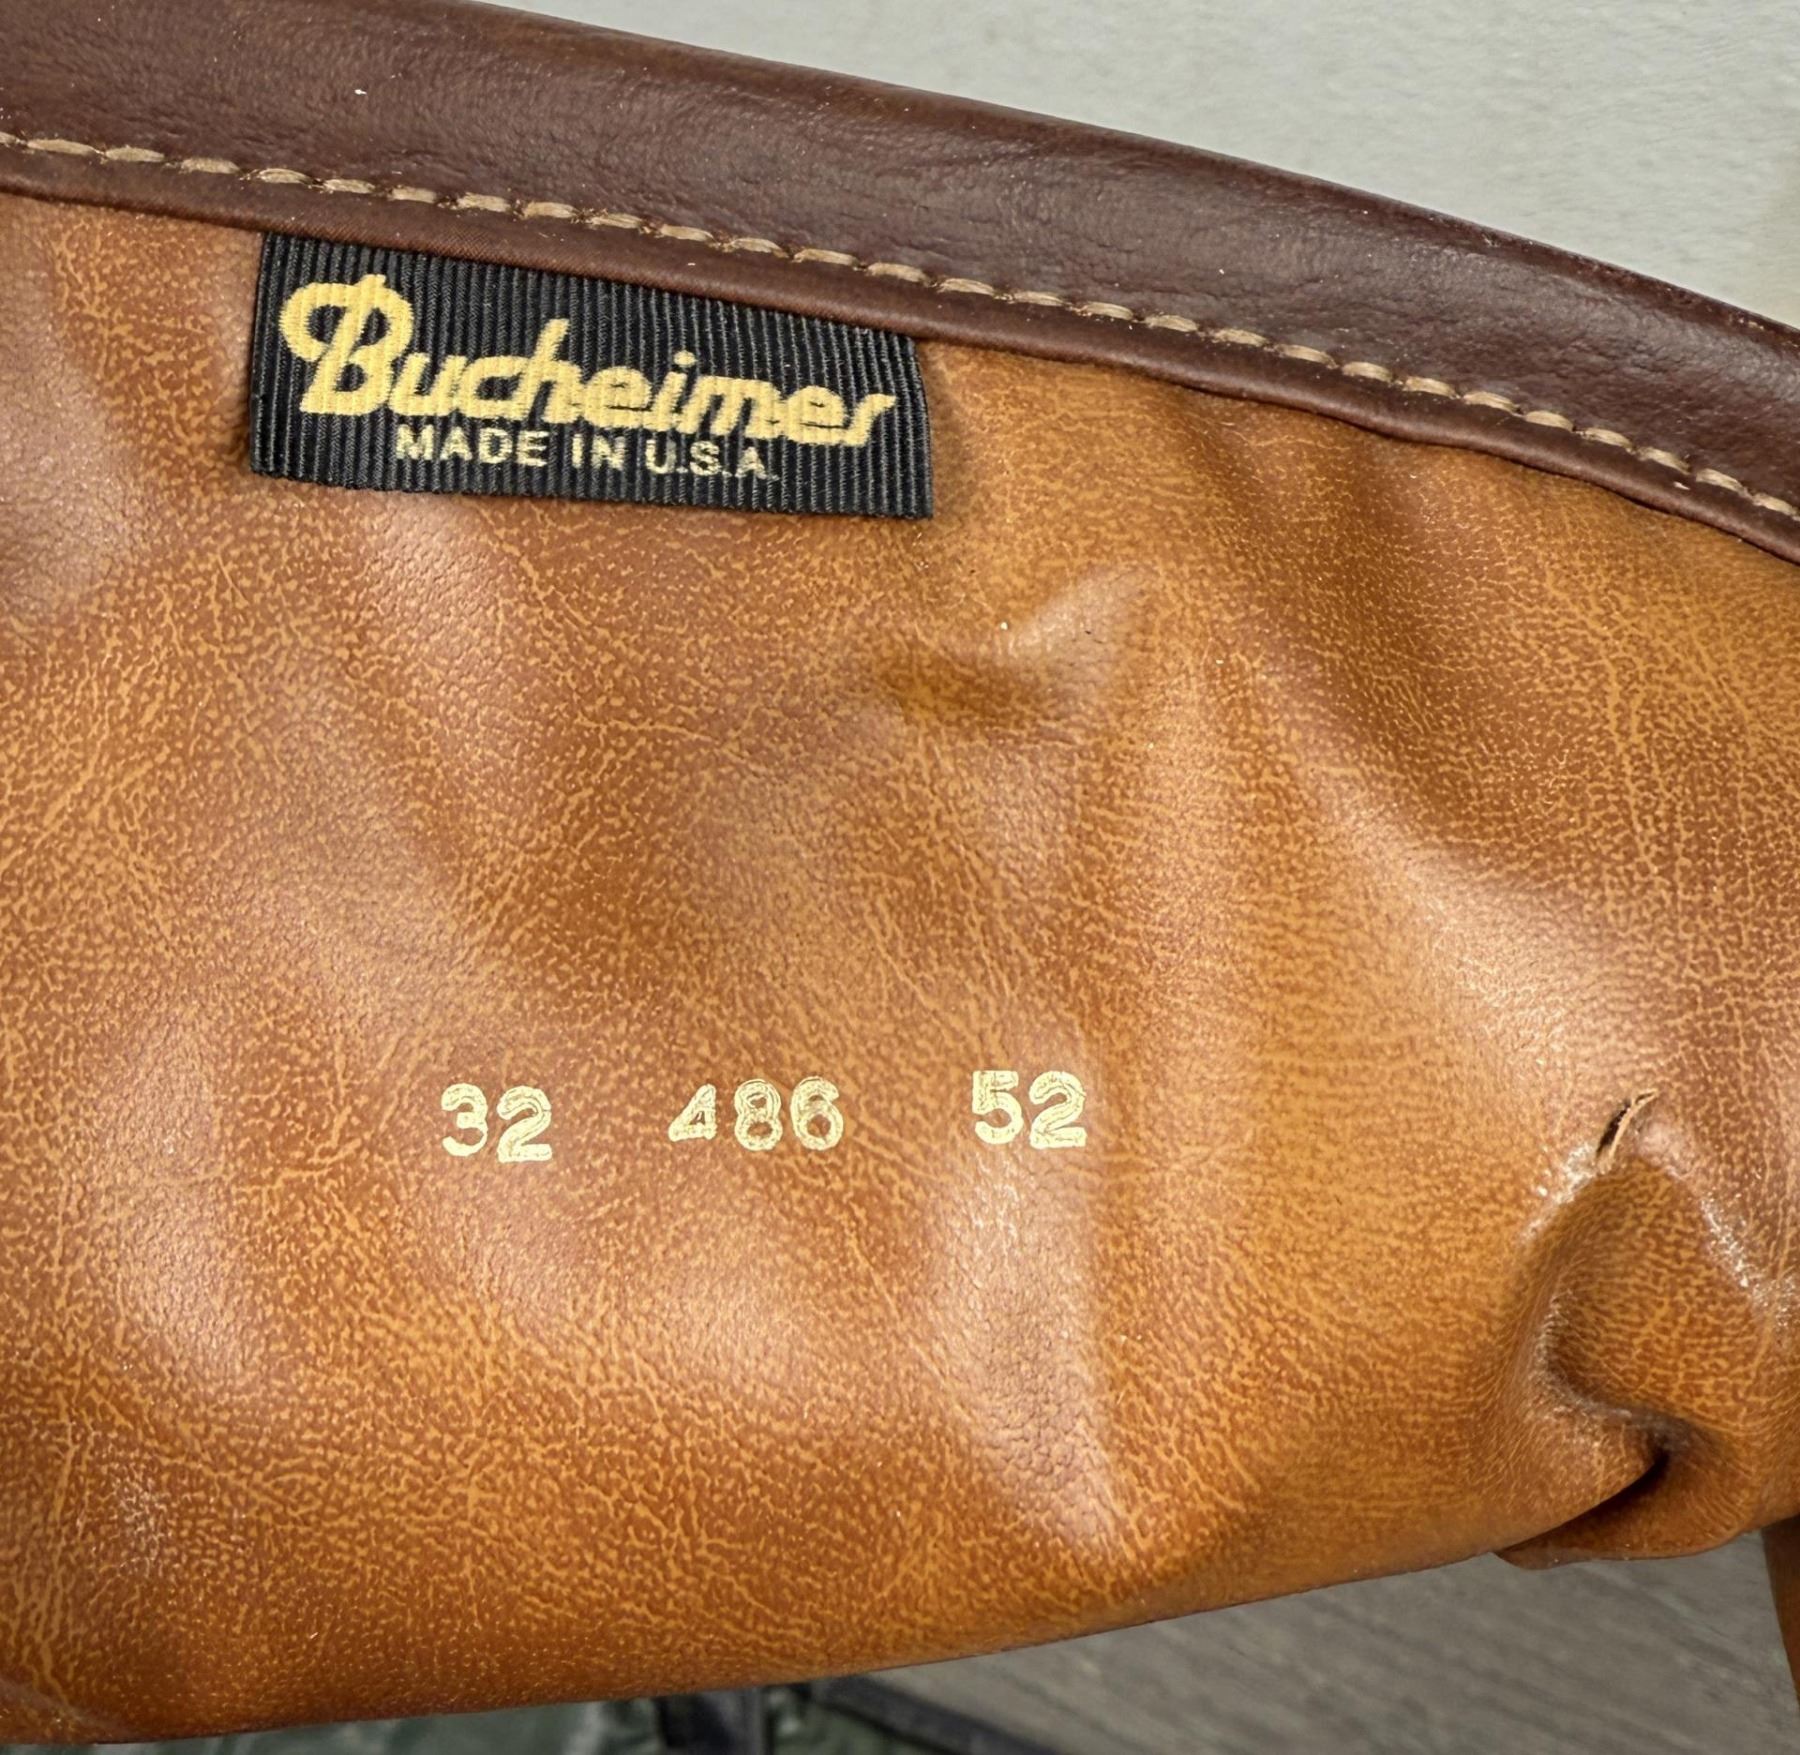 Bucheimer
MADE IN U.S.A.
32 486 52